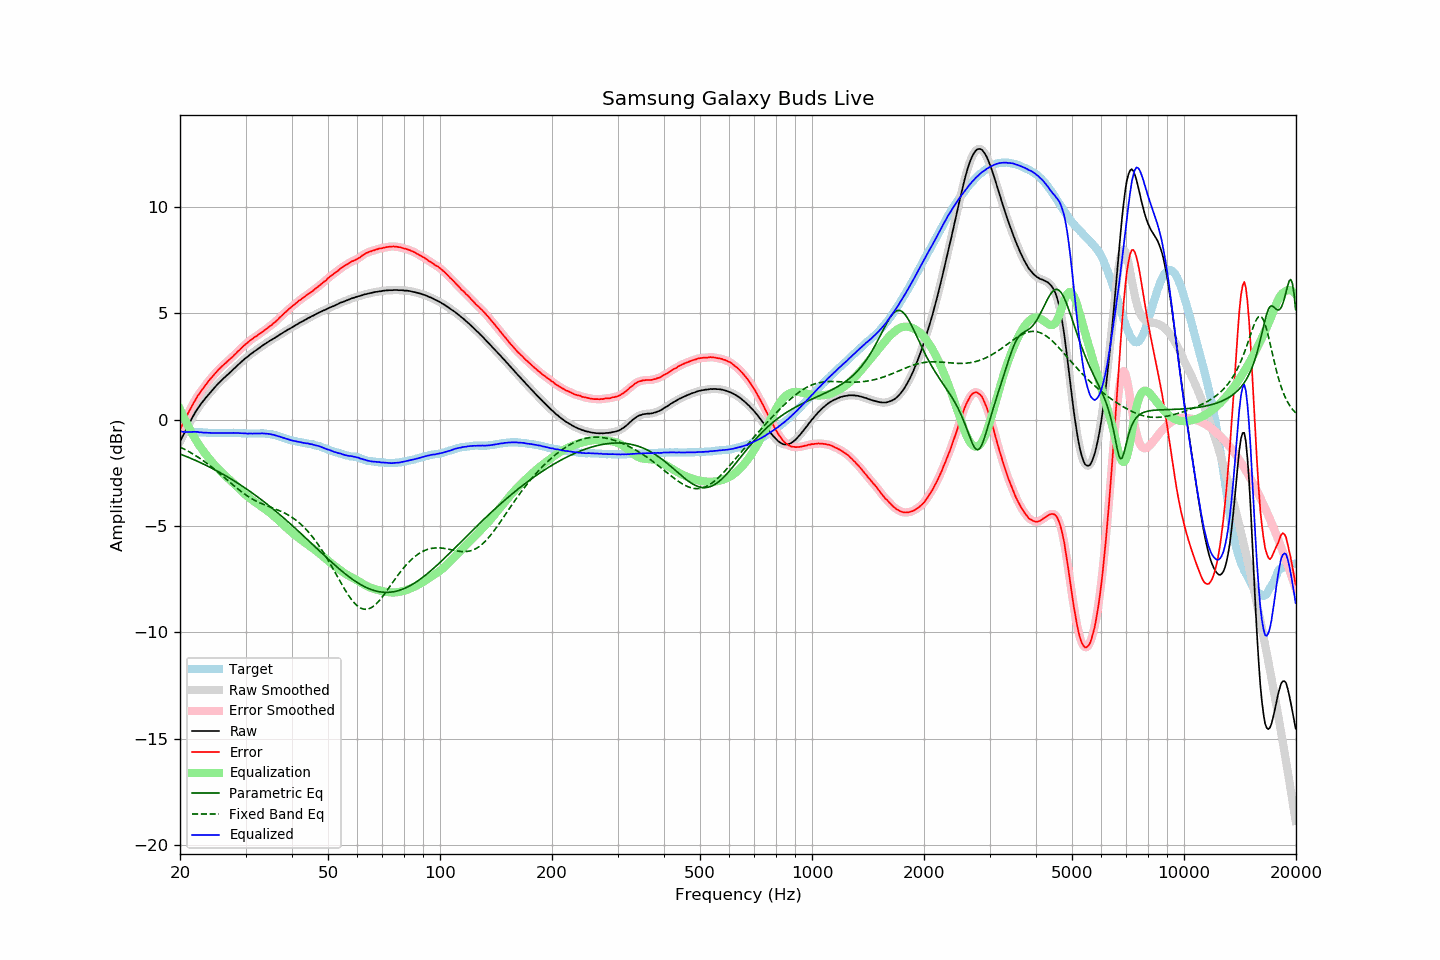 Samsung Galaxy Buds Live
Amplitude (dBr)
10
5
0
−5
−10
−15
−20
Target
Raw Smoothed
Error Smoothed
Raw
Error
Equalization
Parametric Eq
Fixed Band Eq
Equalized
20 50 100 200 500 1000 2000 5000 10000 20000
Frequency (Hz)